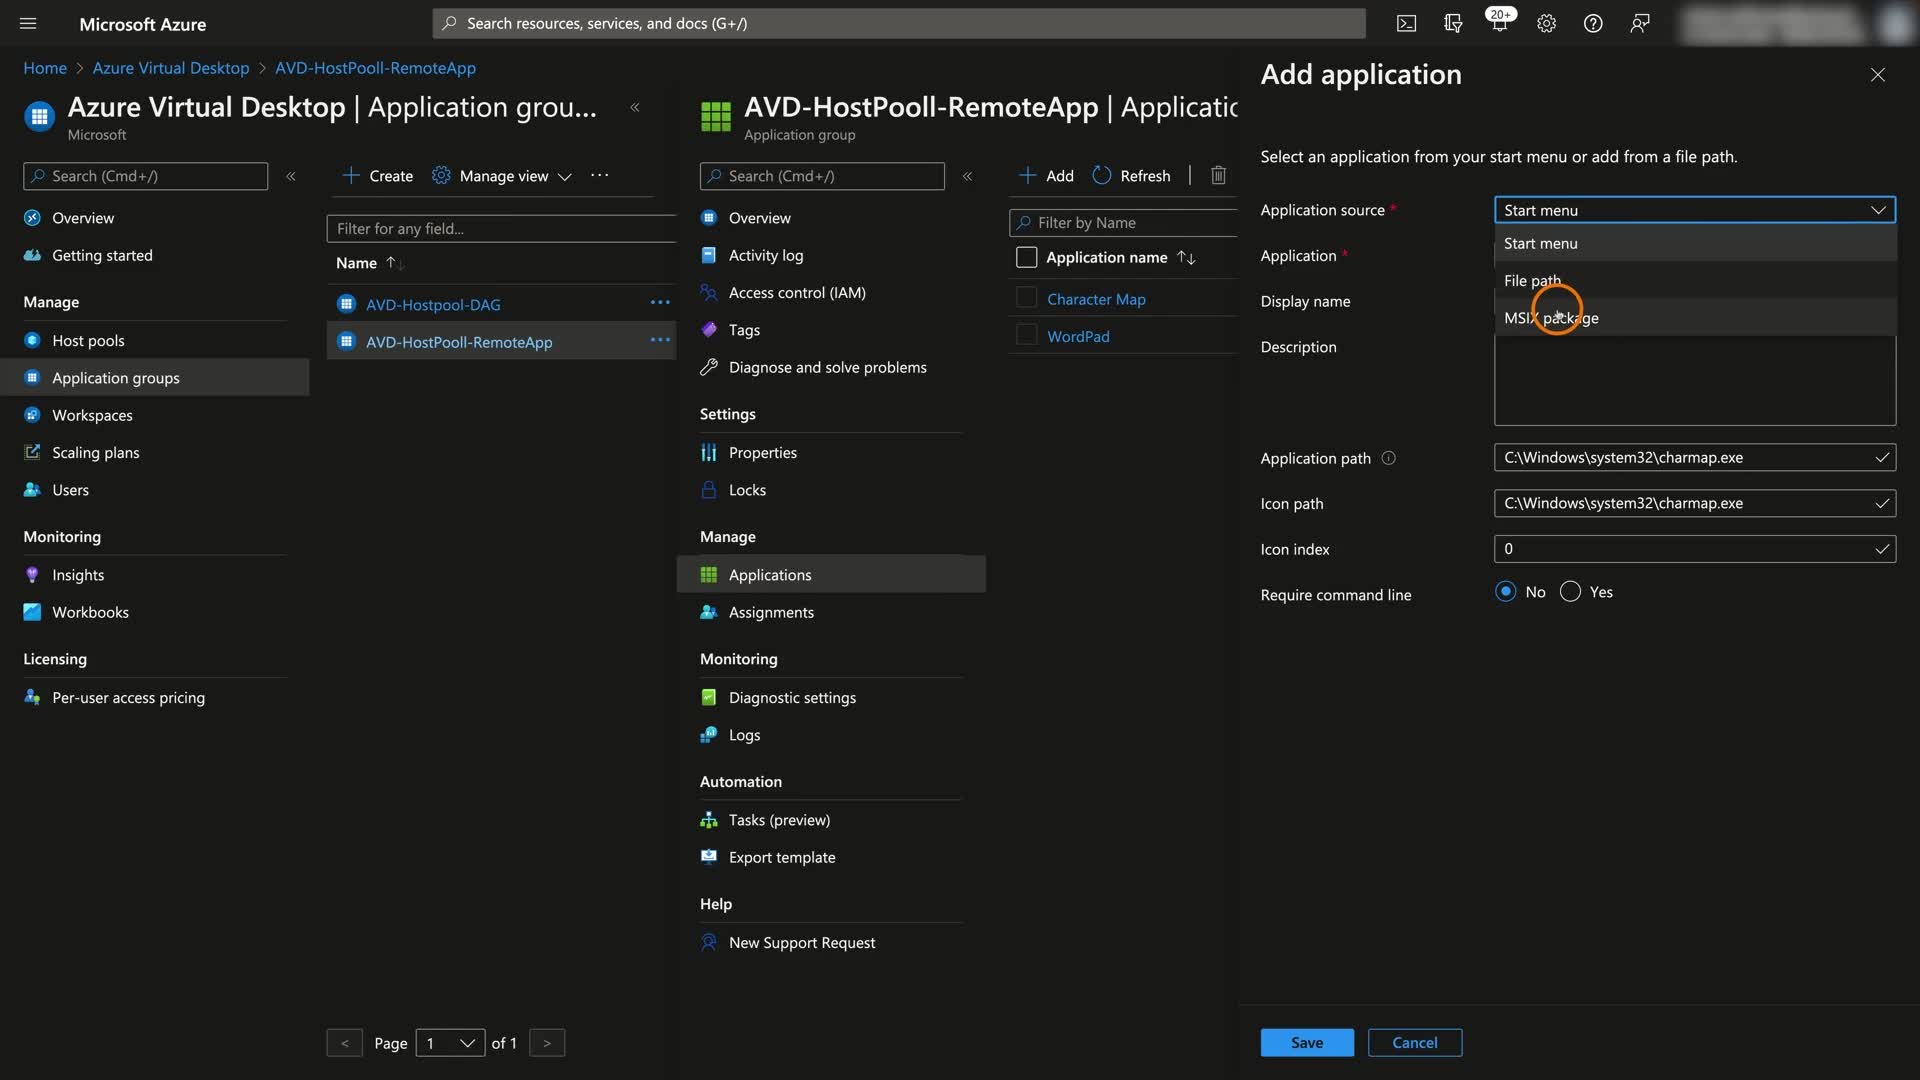 Microsoft Azure
Search resources, services, and docs (G+/)
20+
Home > Azure Virtual Desktop > AVD-HostPooll-RemoteApp
Azure Virtual Desktop | Application grou...
Microsoft
Search (Cmd+/)
Overview
Getting started
Manage
Host pools
Application groups
Workspaces
Scaling plans
Users
Monitoring
Insights
Workbooks
Licensing
Per-user access pricing
Create
Manage view
Filter for any field...
Name
AVD-Hostpool-DAG
AVD-HostPooll-RemoteApp
< Page 1 of 1 >
AVD-HostPooll-RemoteApp | Applicatic
Application group
Search (Cmd+/)
Overview
Activity log
Access control (IAM)
Tags
Diagnose and solve problems
Settings
Properties
Locks
Manage
Applications
Assignments
Monitoring
Diagnostic settings
Logs
Automation
Tasks (preview)
Export template
Help
New Support Request
Add
Refresh
Filter by Name
Application name
Character Map
WordPad
Add application
Select an application from your start menu or add from a file path.
Application source * Start menu
Start menu
File path
MSIX package
Application *
Display name
Description
Application path C:\Windows\system32\charmap.exe
Icon path C:\Windows\system32\charmap.exe
Icon index 0
Require command line No Yes
Save Cancel